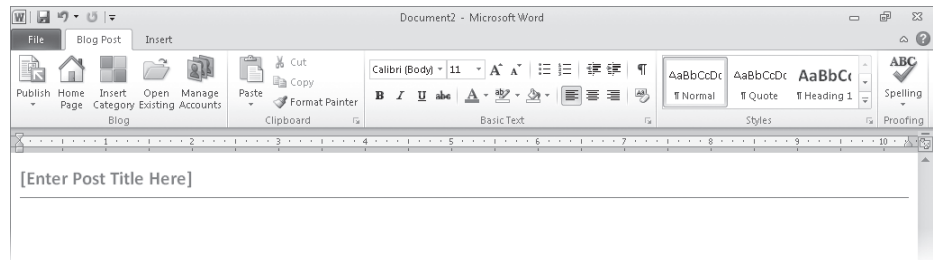 Document2 - Microsoft Word
File Blog Post Insert
Publish Home Page Insert Category Open Existing Manage Accounts
Blog
Paste Cut Copy Format Painter
Clipboard
Calibri (Body) 11 A A
B I U abc A ab
Basic Text
AaBbCcDc AaBbCcDc AaBbC
¶ Normal ¶ Quote ¶ Heading 1
Styles
ABC
Spelling
Proofing
1 2 3 4 5 6 7 8 9 10
[Enter Post Title Here]